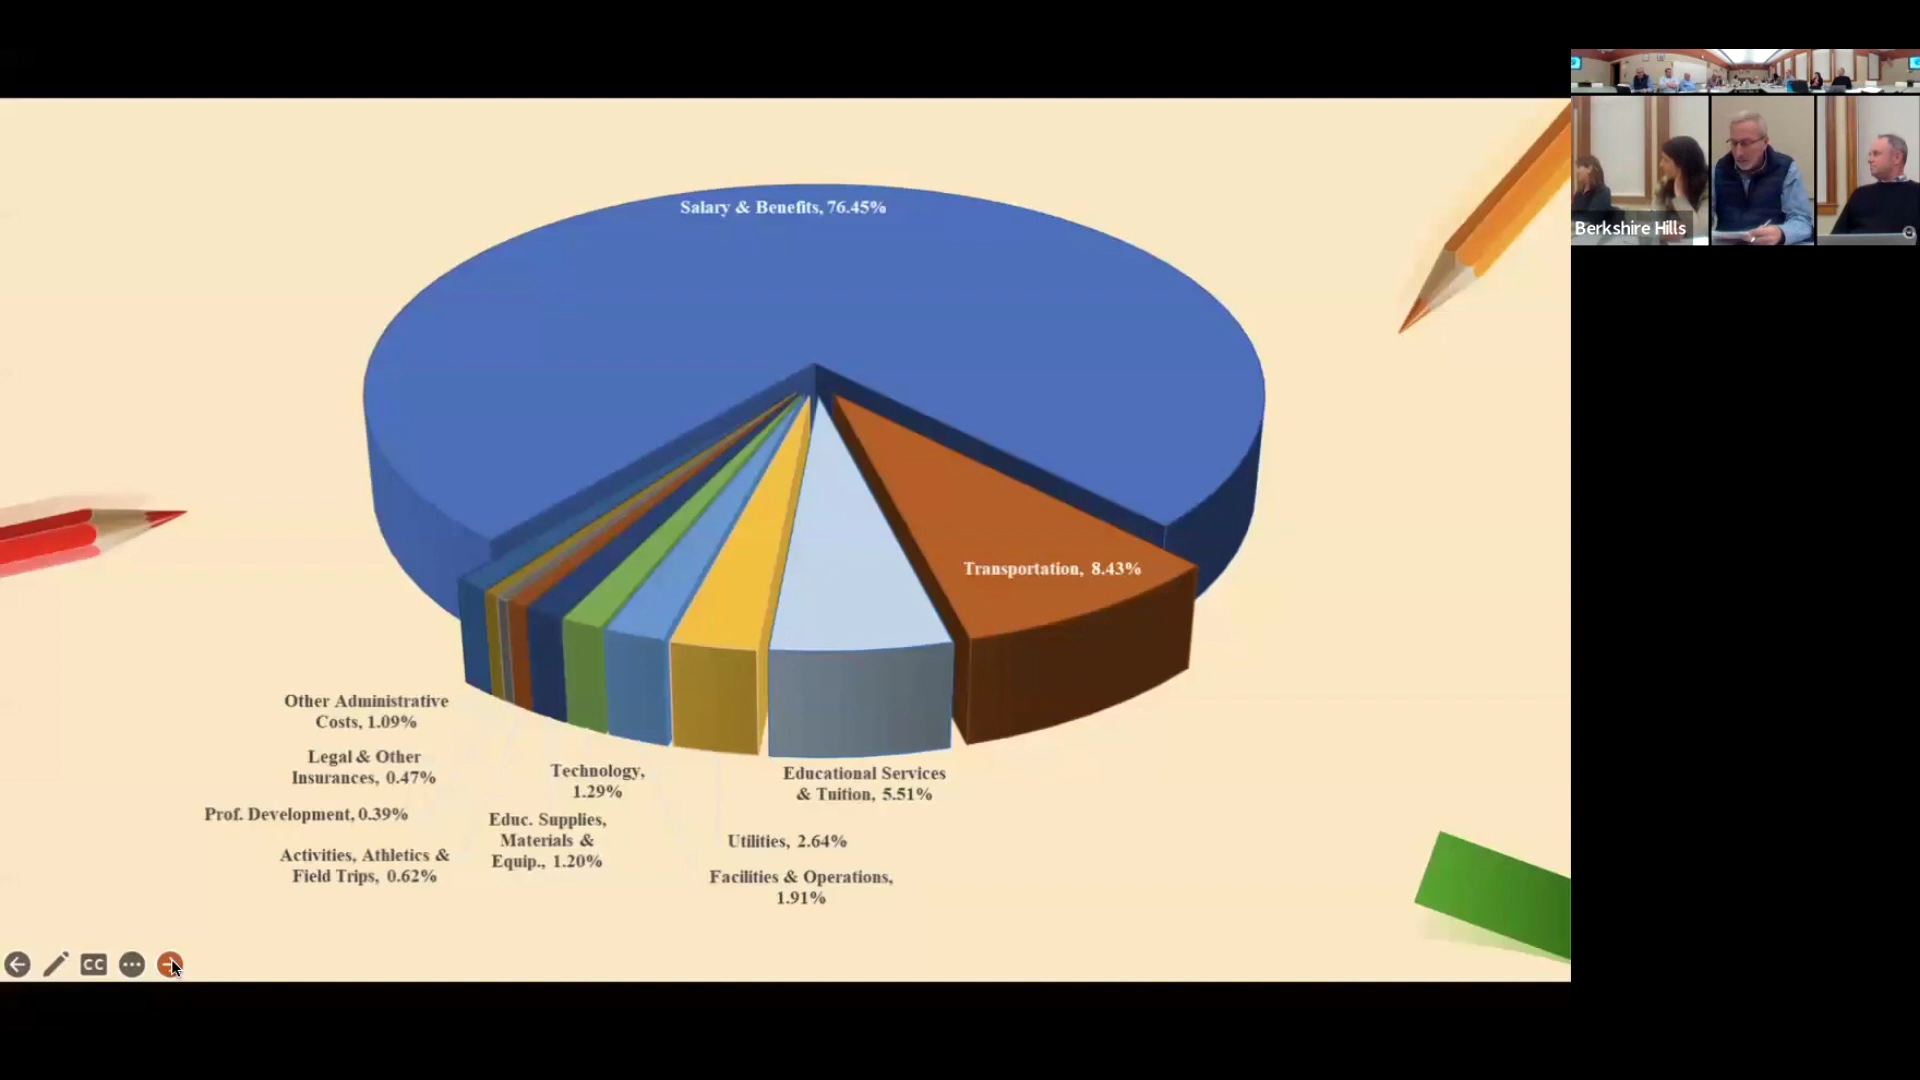 Salary & Benefits, 76.45%
Berkshire Hills
Transportation, 8.43%
Other Administrative
Costs, 1.09%
Legal & Other
Insurances, 0.47%
Prof. Development, 0.39%
Activities, Athletics &
Field Trips, 0.62%
Technology,
1.29%
Educ. Supplies,
Materials &
Equip., 1.20%
Educational Services
& Tuition, 5.51%
Utilities, 2.64%
Facilities & Operations,
1.91%
CC